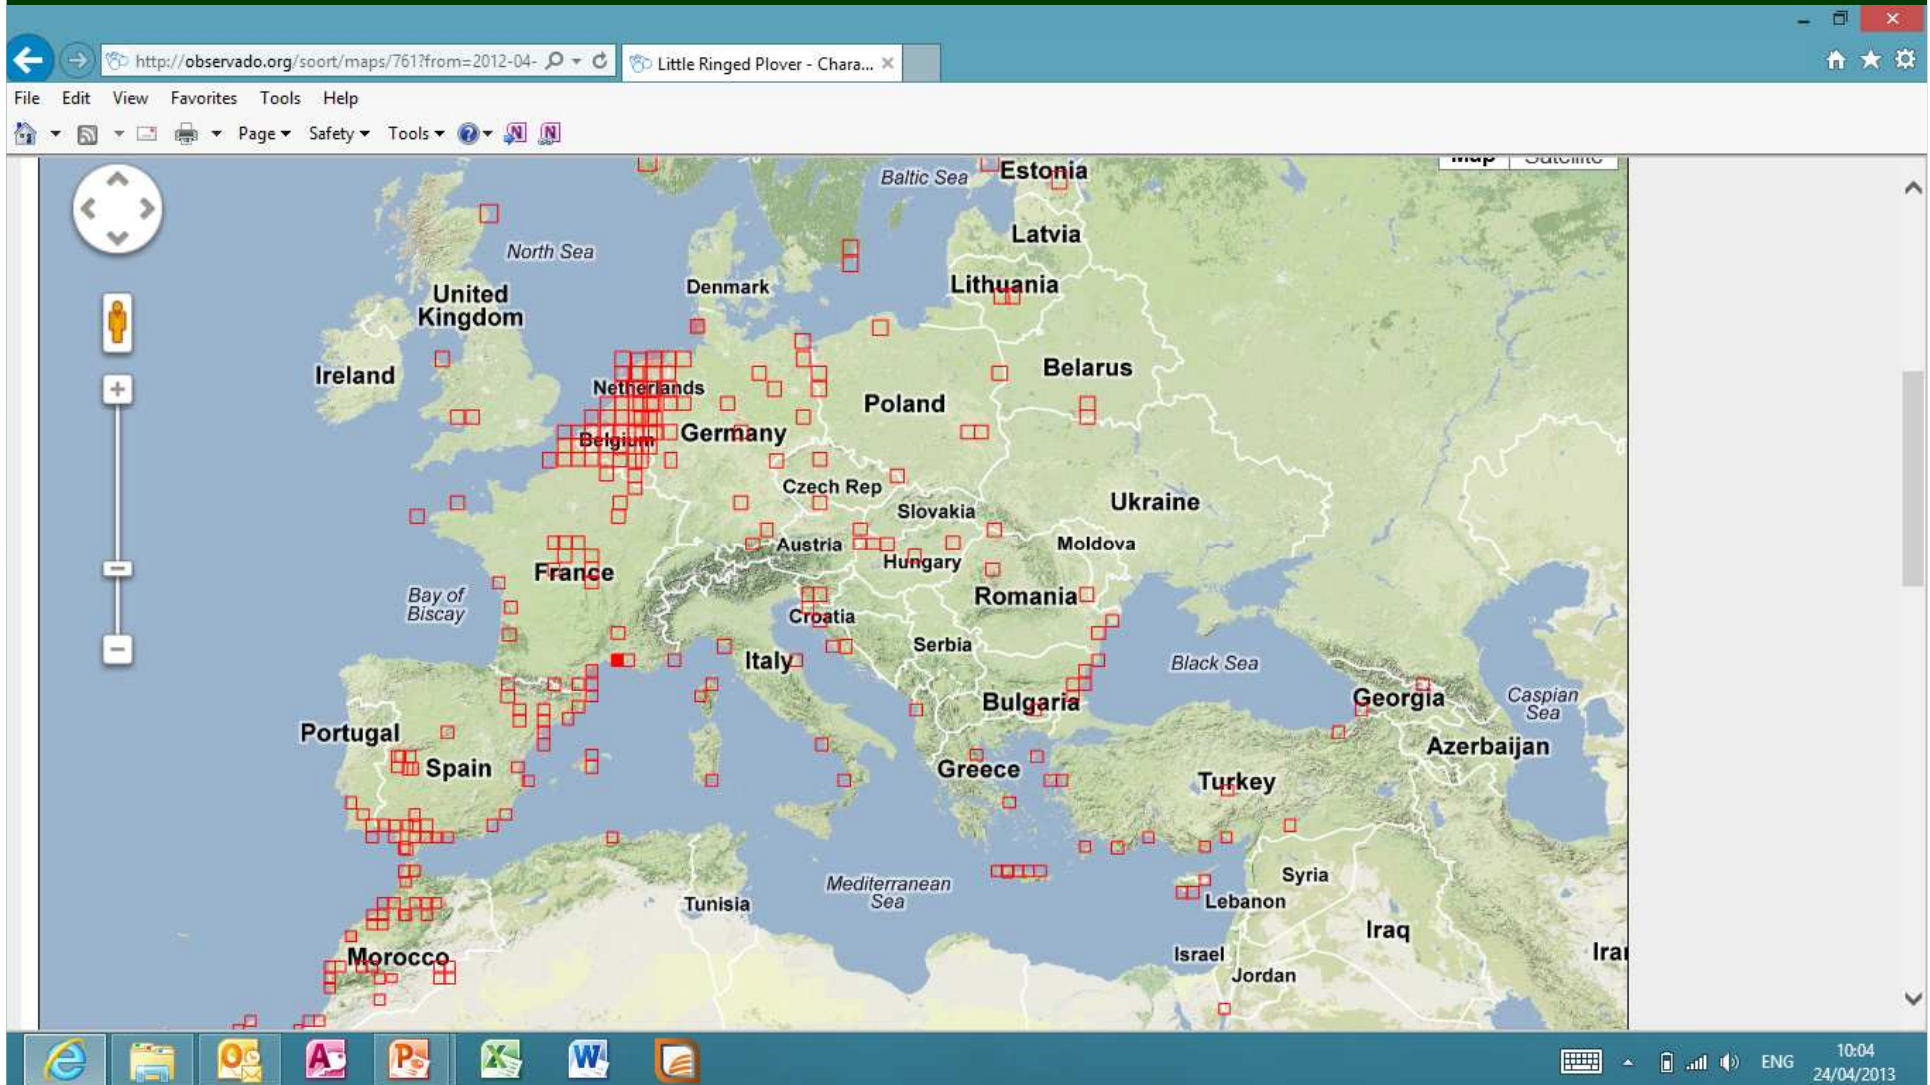 http://observado.org/soort/maps/761?from=2012-04-
Little Ringed Plover - Chara...
File Edit View Favorites Tools Help
Page Safety Tools
Map Satellite
Baltic Sea
Estonia
Latvia
North Sea
Lithuania
Denmark
United
Kingdom
Belarus
Ireland
Netherlands
Poland
Germany
Belgium
Czech Rep
Ukraine
Slovakia
Austria
Moldova
Hungary
France
Bay of
Biscay
Romania
Croatia
Serbia
Italy
Black Sea
Georgia
Caspian
Sea
Bulgaria
Portugal
Azerbaijan
Spain
Greece
Turkey
Mediterranean
Sea
Syria
Tunisia
Lebanon
Iraq
Morocco
Israel
Iran
Jordan
ENG
10:04
24/04/2013